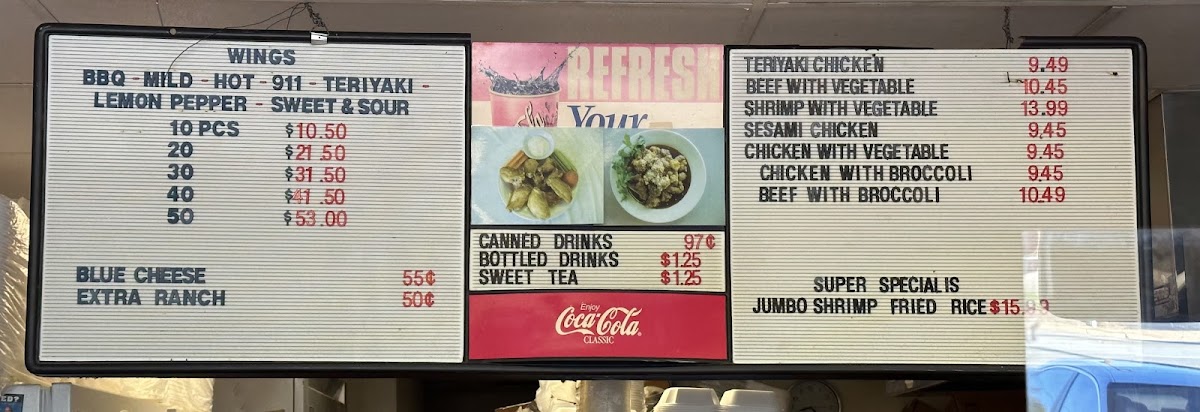 WINGS
BBQ - MILD - HOT - 911 - TERIYAKI -
LEMON PEPPER - SWEET & SOUR
10 PCS $10.50
20 $21.50
30 $31.50
40 $41.50
50 $53.00
BLUE CHEESE 55¢
EXTRA RANCH 50¢
REFRESH
Your
CANNED DRINKS 97¢
BOTTLED DRINKS $1.25
SWEET TEA $1.25
Enjoy
Coca-Cola
CLASSIC
TERIYAKI CHICKEN 9.49
BEEF WITH VEGETABLE 10.45
SHRIMP WITH VEGETABLE 13.99
SESAMI CHICKEN 9.45
CHICKEN WITH VEGETABLE 9.45
CHICKEN WITH BROCCOLI 9.45
BEEF WITH BROCCOLI 10.49
SUPER SPECIAL IS
JUMBO SHRIMP FRIED RICE $15.99